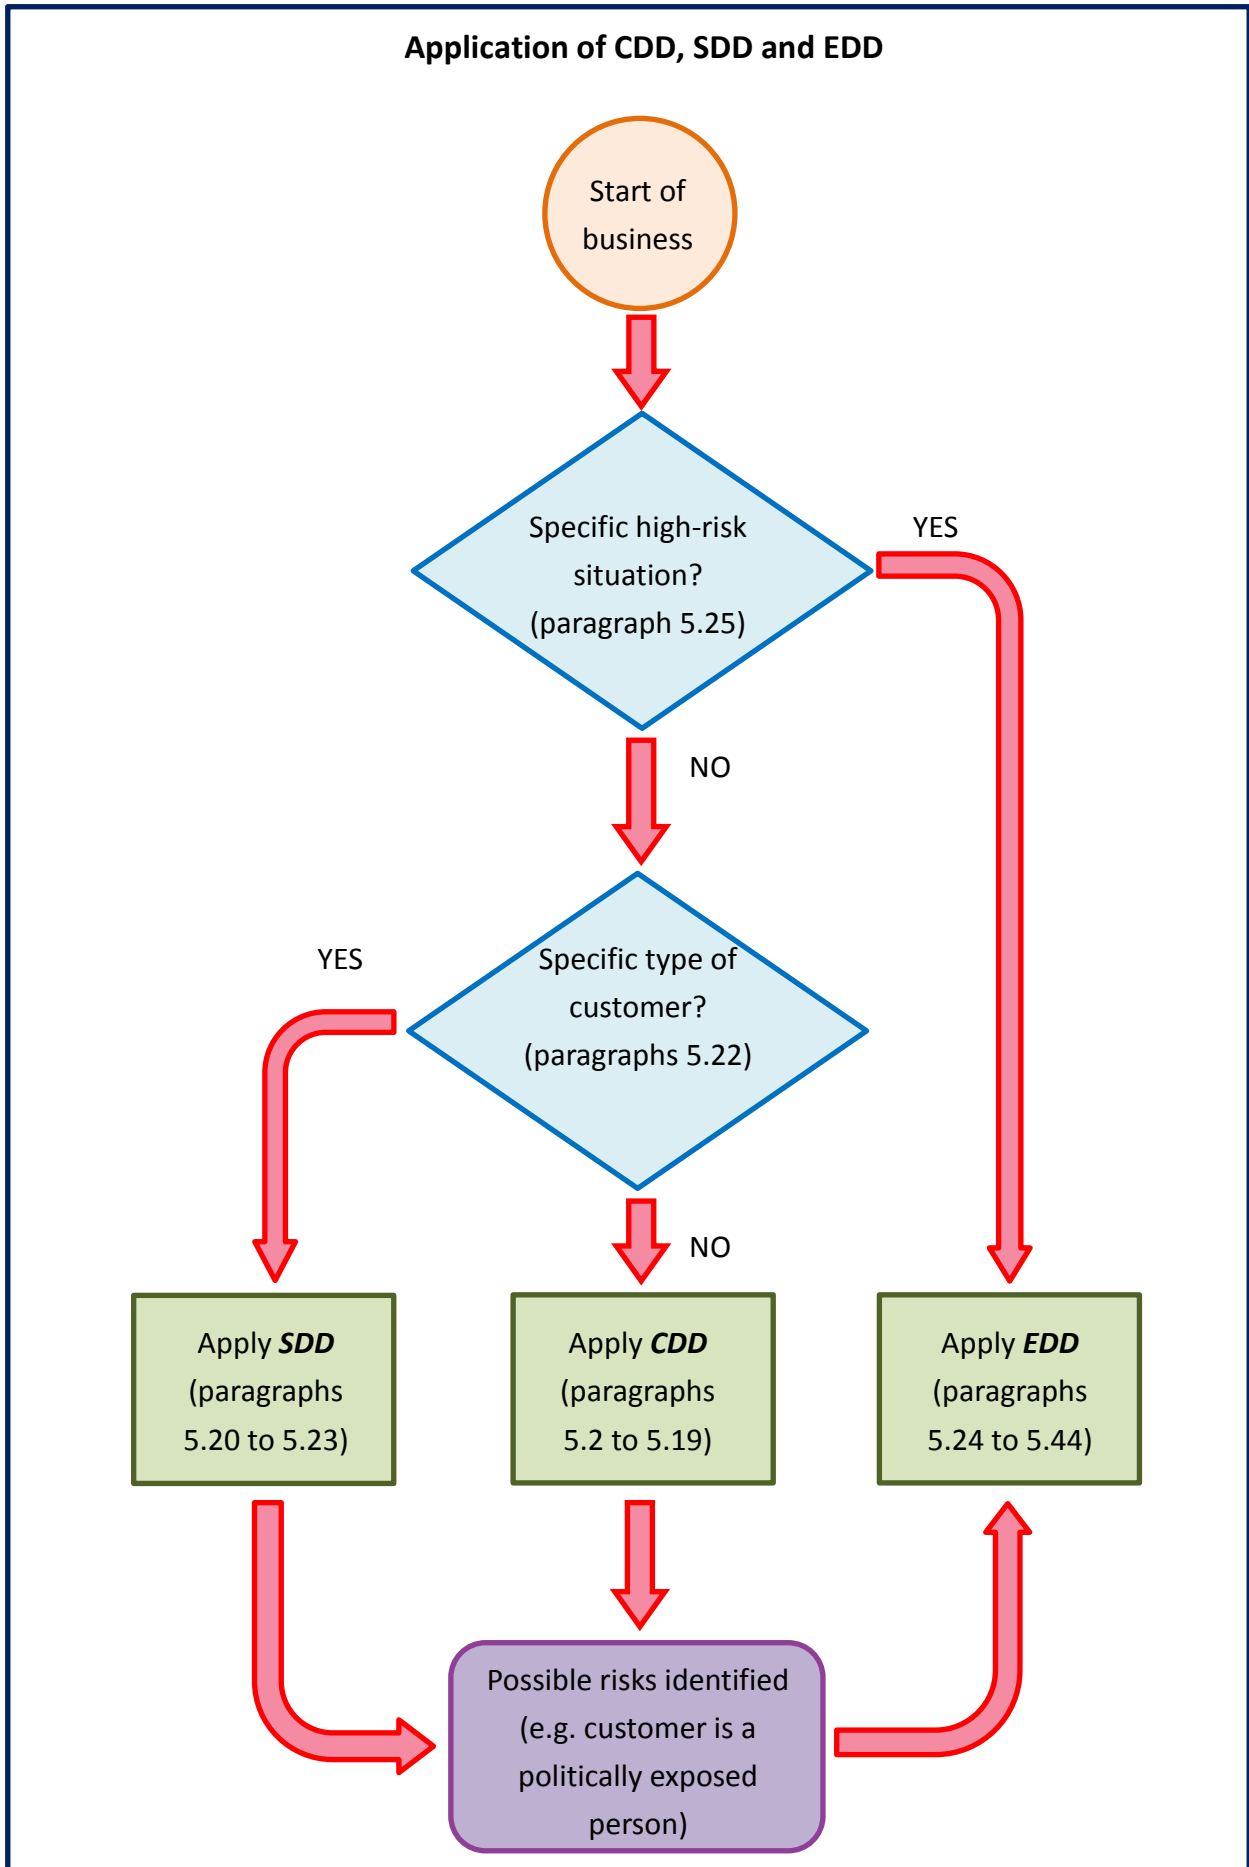 Application of CDD, SDD and EDD
Start of
business
Specific high-risk
situation?
(paragraph 5.25)
YES
NO
YES
Specific type of
customer?
(paragraphs 5.22)
NO
Apply SDD
(paragraphs
5.20 to 5.23)
Apply CDD
(paragraphs
5.2 to 5.19)
Apply EDD
(paragraphs
5.24 to 5.44)
Possible risks identified
(e.g. customer is a
politically exposed
person)